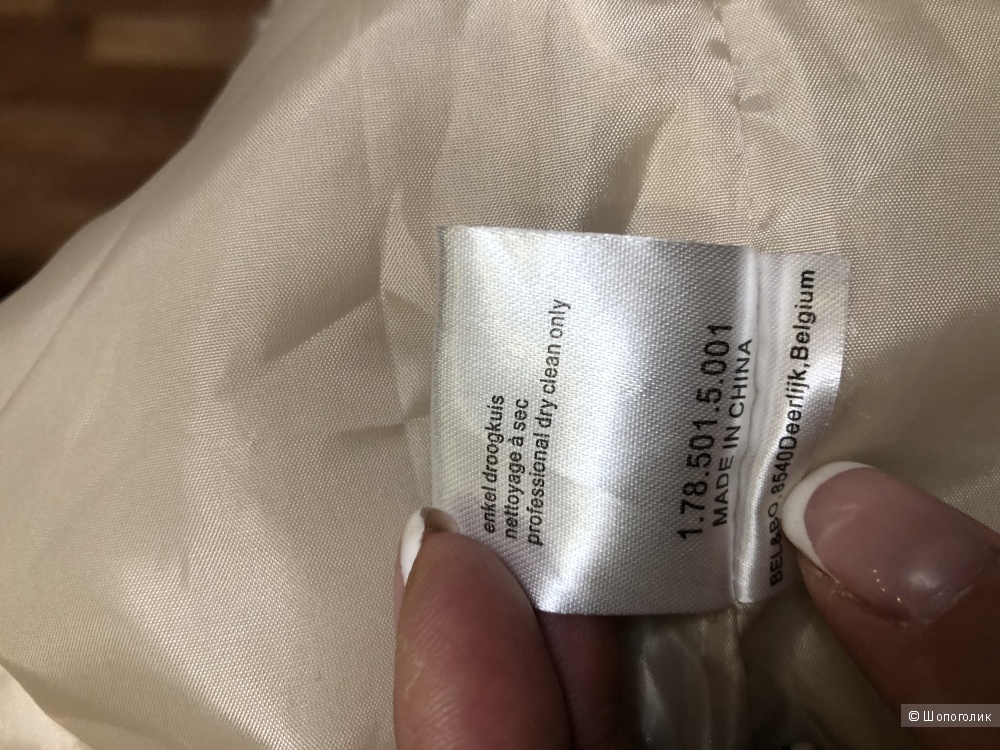 enkel droogkuis
nettoyage à sec
professional dry clean only
1.78.501.5.001
MADE IN CHINA
BEL&BO.8540Deerlijk,Belgium
© Шопоголик